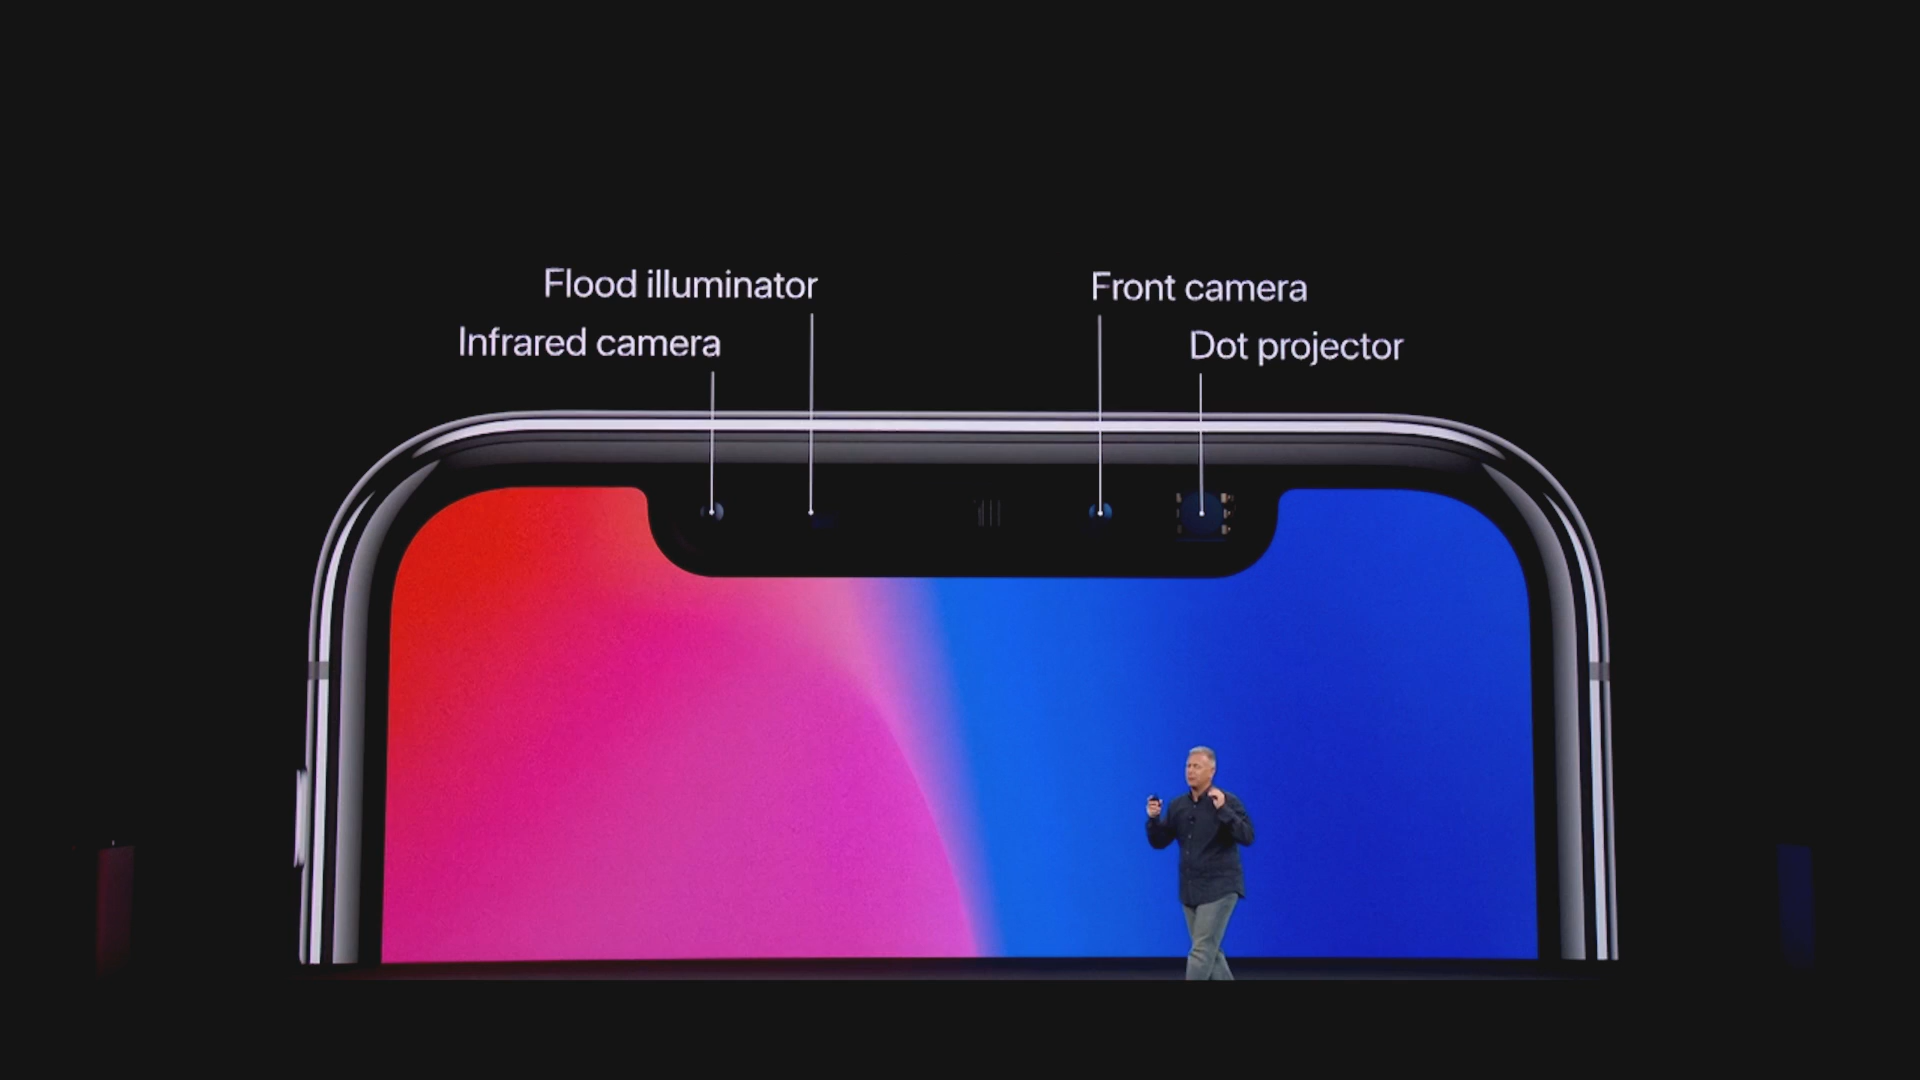 Flood illuminator
Front camera
Infrared camera
Dot projector